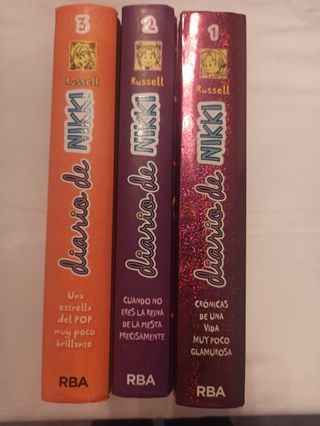 3
Russell
diario de
NIKKI
Una
estrella
del POP
muy poco
brillante
RBA
2
Russell
diario de
NIKKI
CUANDO NO
ERES LA REINA
DE LA FIESTA
PRECISAMENTE
RBA
1
Russell
diario de
NIKKI
CRÓNICAS
DE UNA
VIDA
MUY POCO
GLAMUROSA
RBA